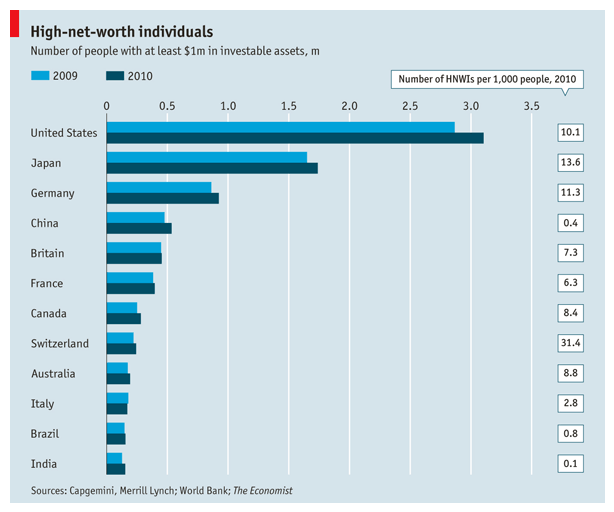 High-net-worth individuals
Number of people with at least $1m in investable assets, m
2009 2010
Number of HNWIs per 1,000 people, 2010
0 0.5 1.0 1.5 2.0 2.5 3.0 3.5
United States 10.1
Japan 13.6
Germany 11.3
China 0.4
Britain 7.3
France 6.3
Canada 8.4
Switzerland 31.4
Australia 8.8
Italy 2.8
Brazil 0.8
India 0.1
Sources: Capgemini, Merrill Lynch; World Bank; The Economist